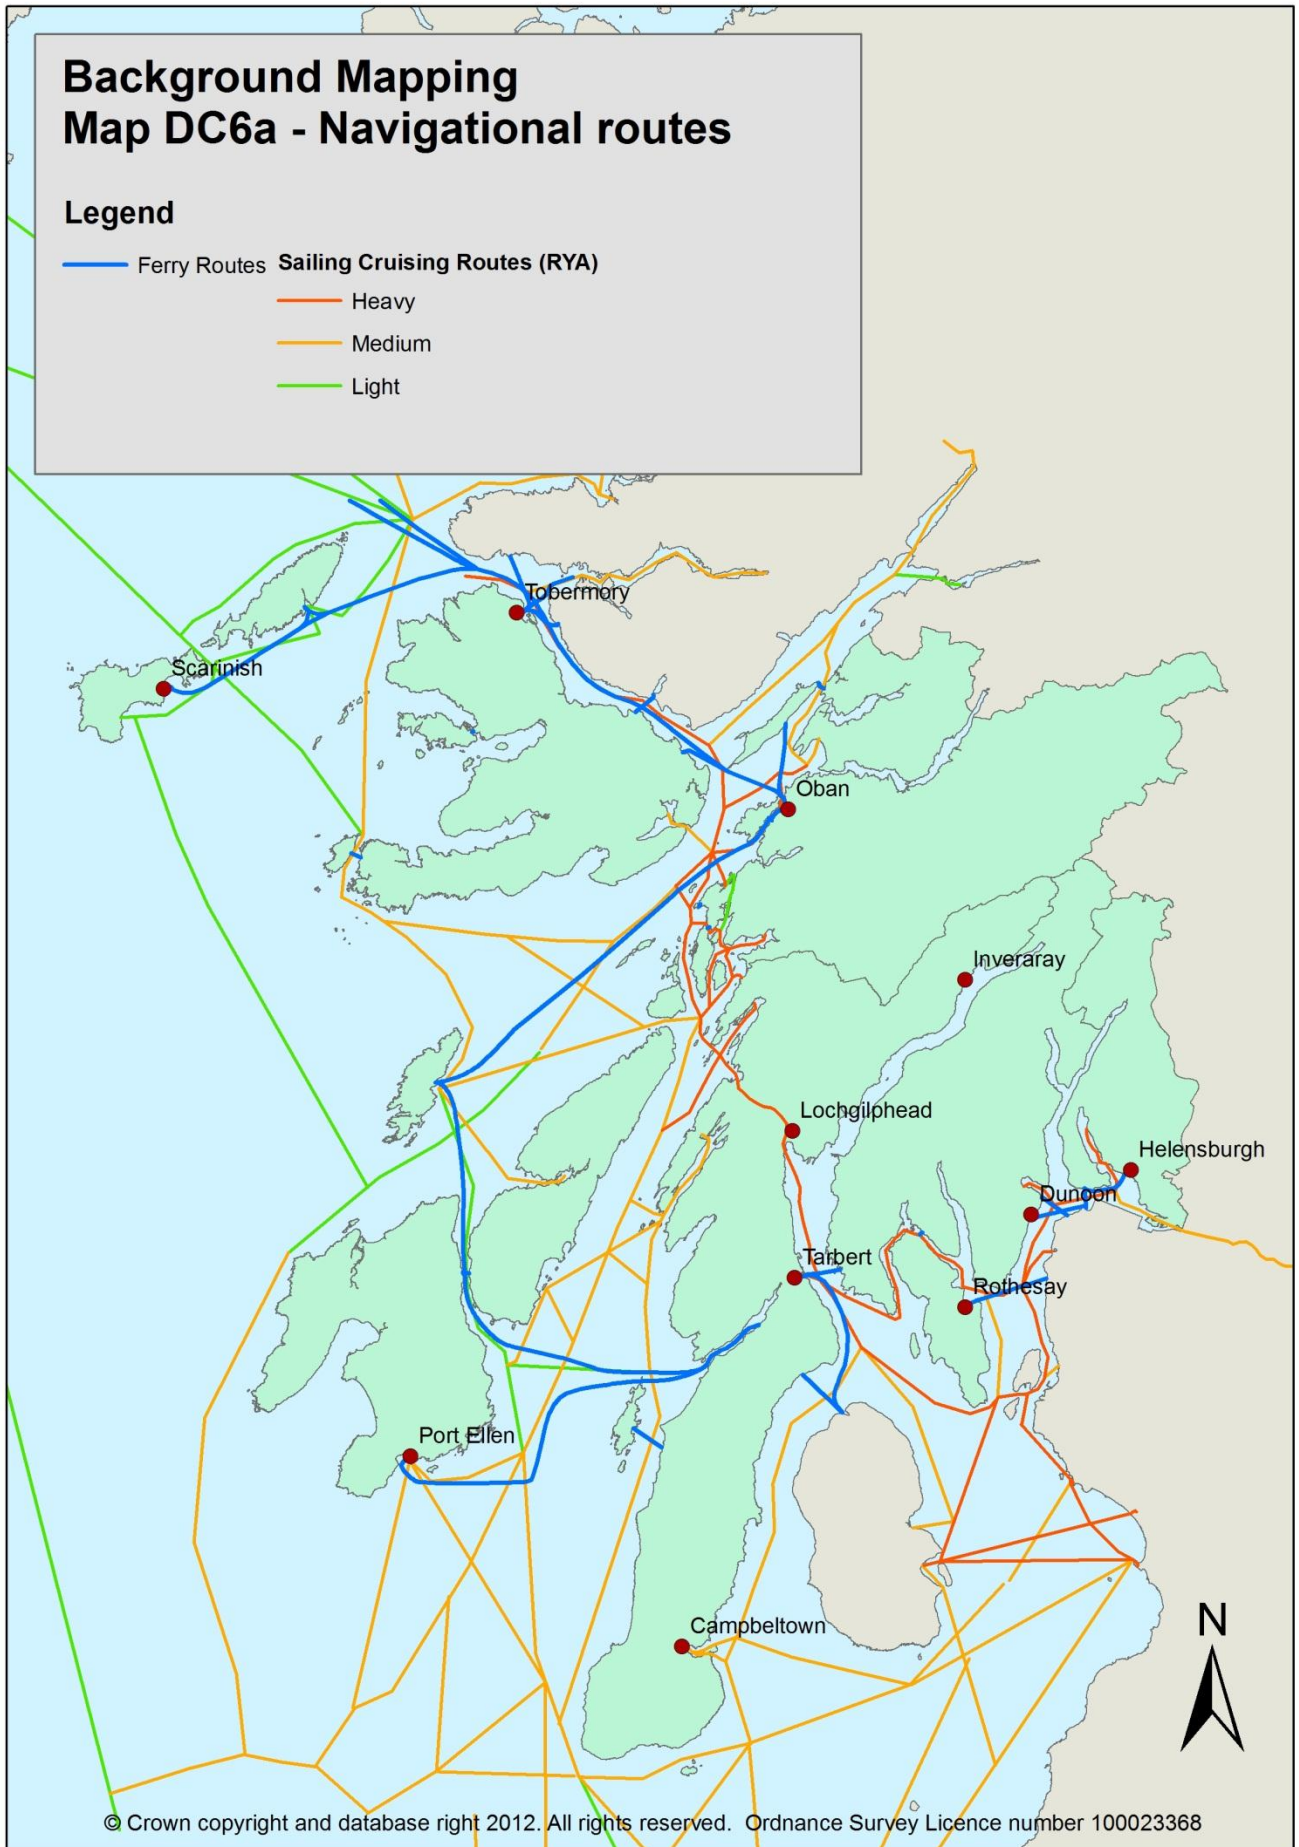 Background Mapping
Map DC6a - Navigational routes
Legend
Ferry Routes Sailing Cruising Routes (RYA)
Heavy
Medium
Light
Tobermory
Scarinish
Oban
Inveraray
Lochgilphead
Helensburgh
Dunoon
Tarbert
Rothesay
Port Ellen
Campbeltown
N
© Crown copyright and database right 2012. All rights reserved. Ordnance Survey Licence number 100023368